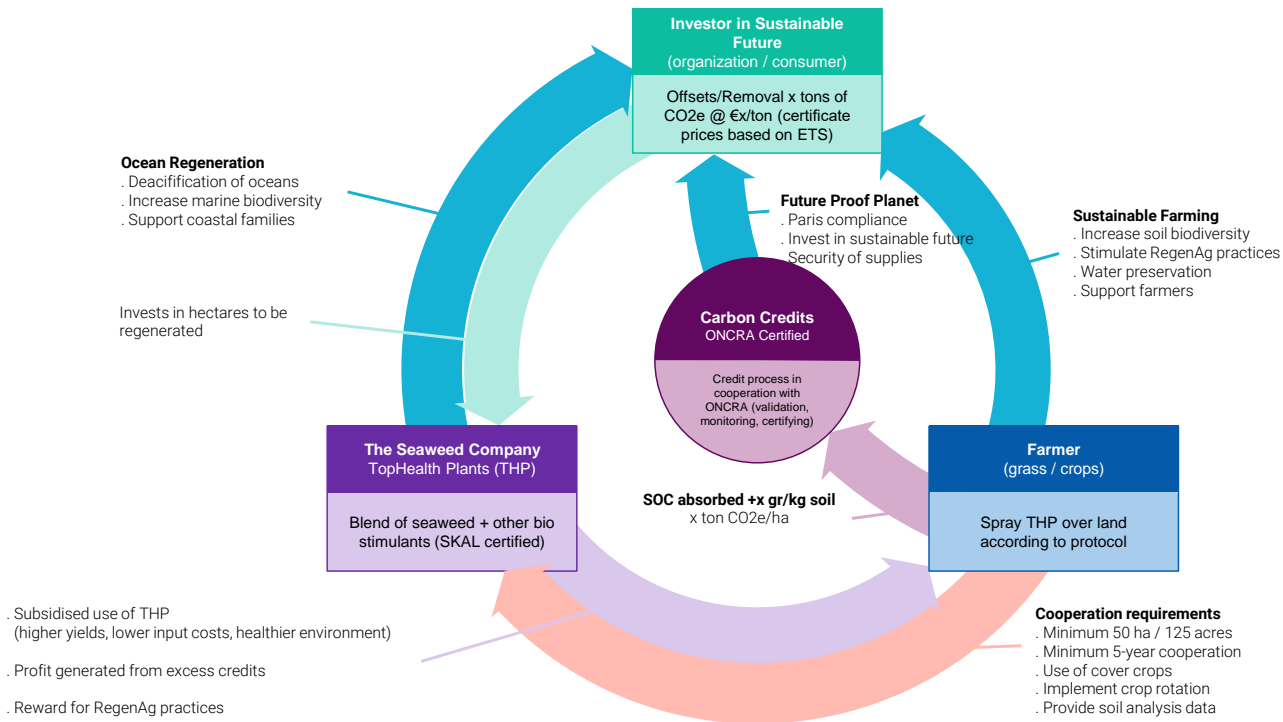 Investor in Sustainable
Future
(organization / consumer)
Offsets/Removal x tons of
CO2e @ €x/ton (certificate
prices based on ETS)
Ocean Regeneration
. Deacifification of oceans
. Increase marine biodiversity
. Support coastal families
Future Proof Planet
. Paris compliance
. Invest in sustainable future
. Security of supplies
Sustainable Farming
. Increase soil biodiversity
. Stimulate RegenAg practices
. Water preservation
. Support farmers
Invests in hectares to be
regenerated
Carbon Credits
ONCRA Certified
Credit process in
cooperation with
ONCRA (validation,
monitoring, certifying)
The Seaweed Company
TopHealth Plants (THP)
Blend of seaweed + other bio
stimulants (SKAL certified)
Farmer
(grass / crops)
Spray THP over land
according to protocol
SOC absorbed +x gr/kg soil
x ton CO2e/ha
. Subsidised use of THP
(higher yields, lower input costs, healthier environment)
. Profit generated from excess credits
. Reward for RegenAg practices
Cooperation requirements
. Minimum 50 ha / 125 acres
. Minimum 5-year cooperation
. Use of cover crops
. Implement crop rotation
. Provide soil analysis data